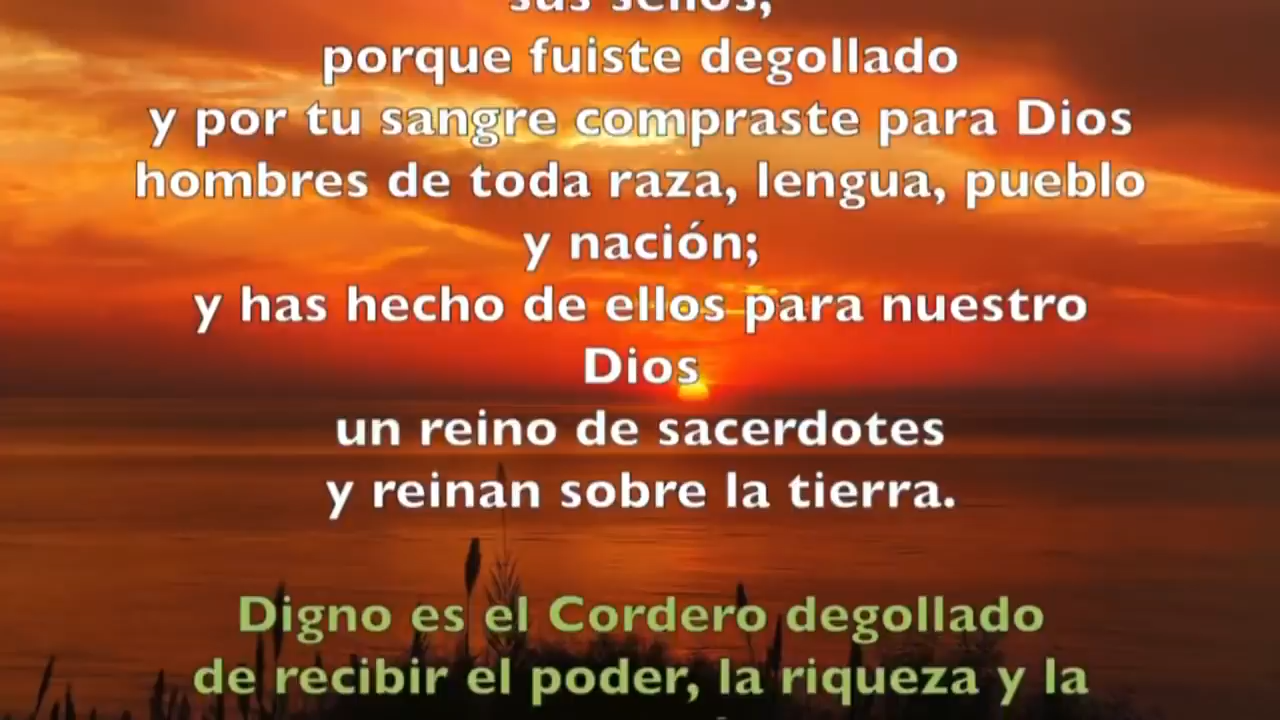 sus sellos,
porque fuiste degollado
y por tu sangre compraste para Dios
hombres de toda raza, lengua, pueblo
y nación;
y has hecho de ellos para nuestro
Dios
un reino de sacerdotes
y reinan sobre la tierra.
Digno es el Cordero degollado
de recibir el poder, la riqueza y la